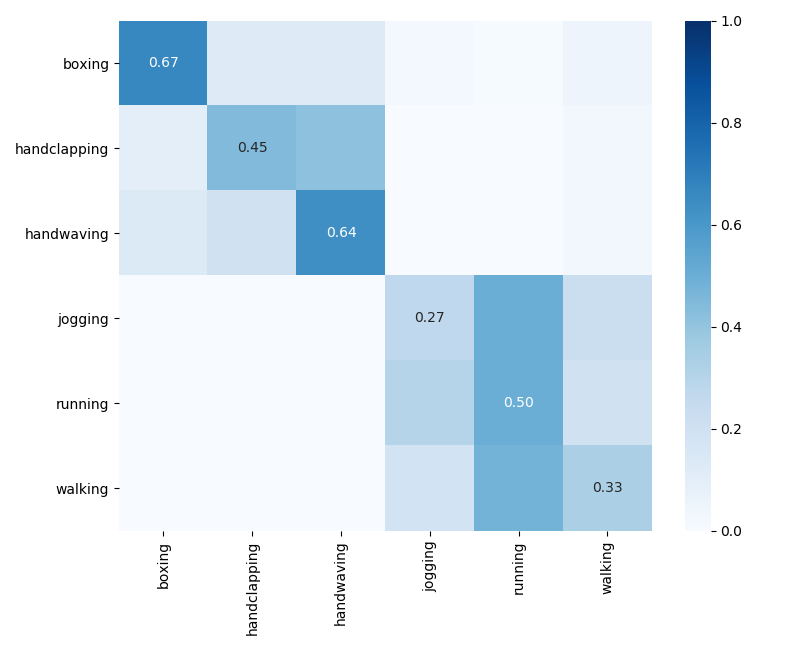 boxing
handclapping
handwaving
jogging
running
walking
0.67
0.45
0.64
0.27
0.50
0.33
boxing
handclapping
handwaving
jogging
running
walking
1.0
0.8
0.6
0.4
0.2
0.0